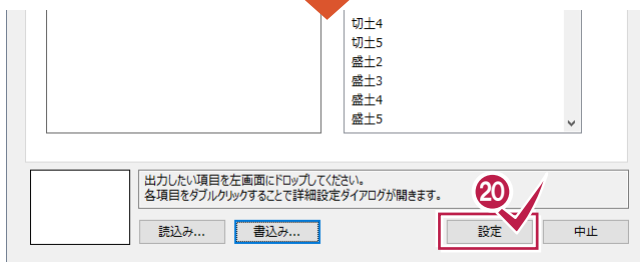 切土4
切土5
盛土2
盛土3
盛土4
盛土5
出力したい項目を左画面にドロップしてください。
各項目をダブルクリックすることで詳細設定ダイアログが開きます。
20
読込み... 書込み... 設定 中止